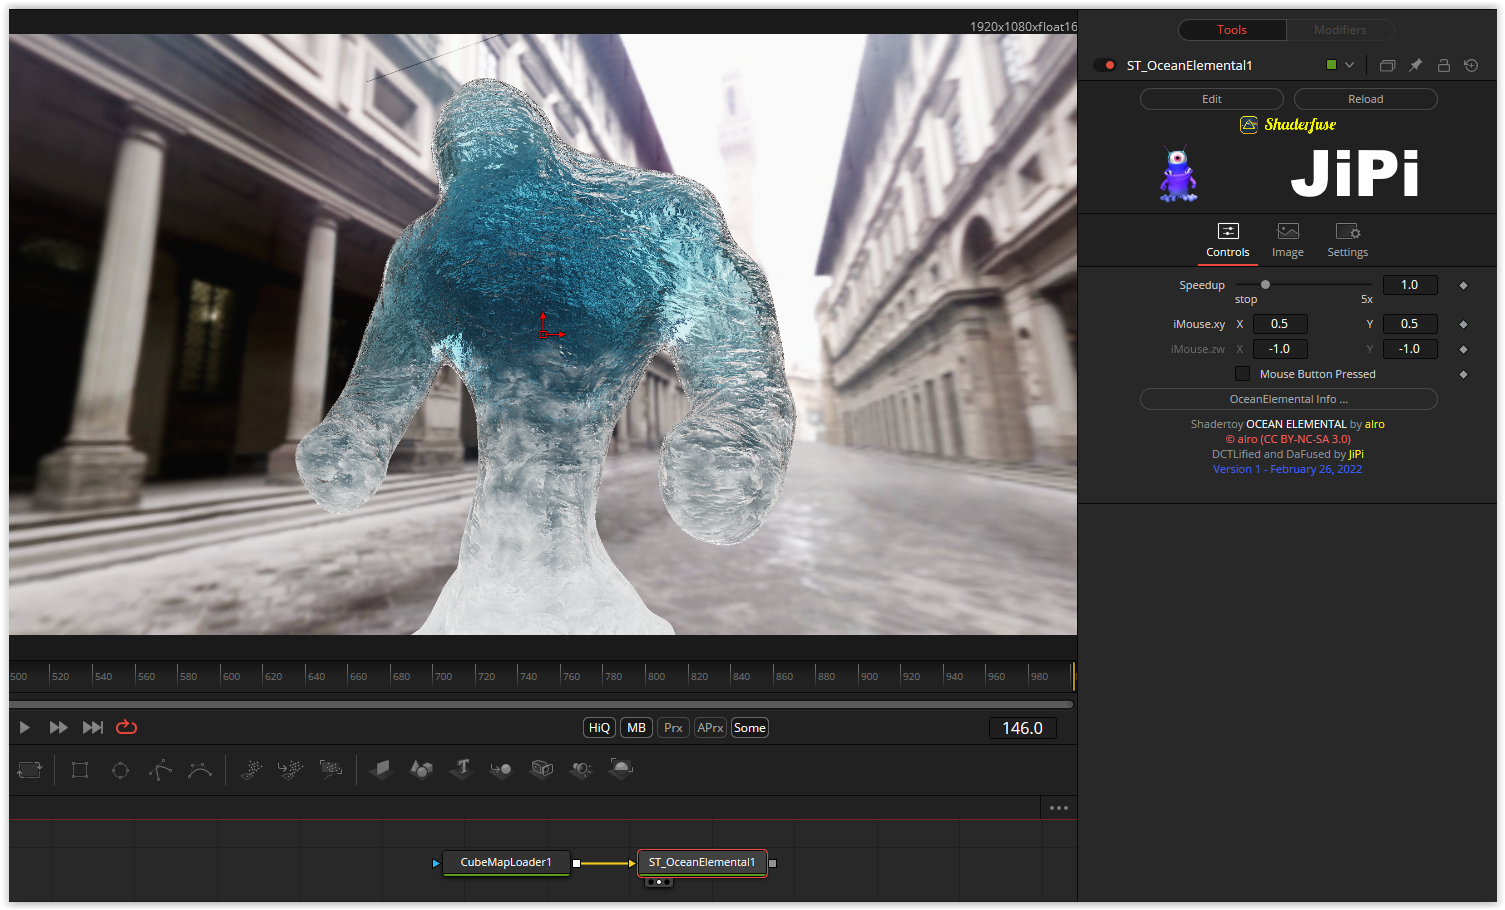 1920x1080xfloat16
Tools
Modifiers
ST_OceanElemental1
Edit
Reload
Shaderfuse
JiPi
Controls
Image
Settings
Speedup
1.0
stop
5x
iMouse.xy X 0.5 Y 0.5
iMouse.zw X -1.0 Y -1.0
Mouse Button Pressed
OceanElemental Info ...
Shadertoy OCEAN ELEMENTAL by alro
© alro (CC BY-NC-SA 3.0)
DCTLified and DaFused by JiPi
Version 1 - February 26, 2022
500 520 540 560 580 600 620 640 660 680 700 720 740 760 780 800 820 840 860 880 900 920 940 960 980
HiQ MB Prx APrx Some
146.0
CubeMapLoader1
ST_OceanElemental1